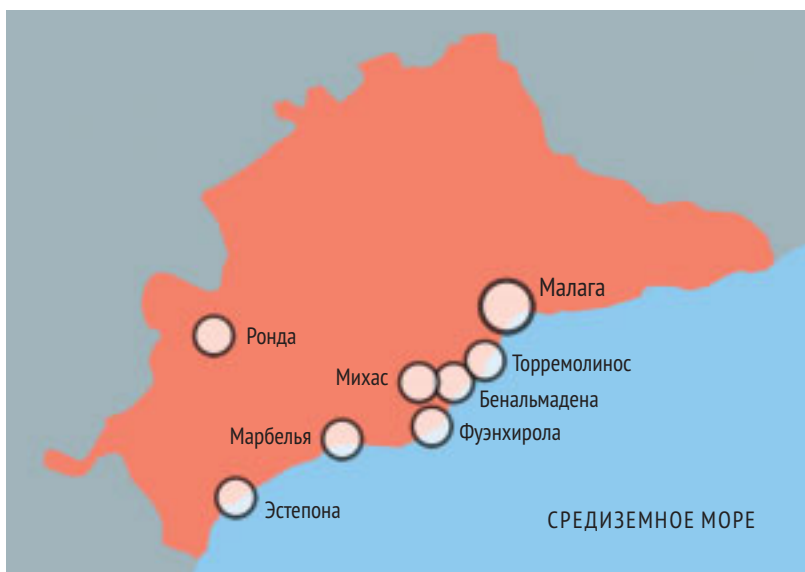 Малага
Ронда
Торремолинос
Михас
Бенальмадена
Марбелья
Фуэнхирола
Эстепона
СРЕДИЗЕМНОЕ МОРЕ